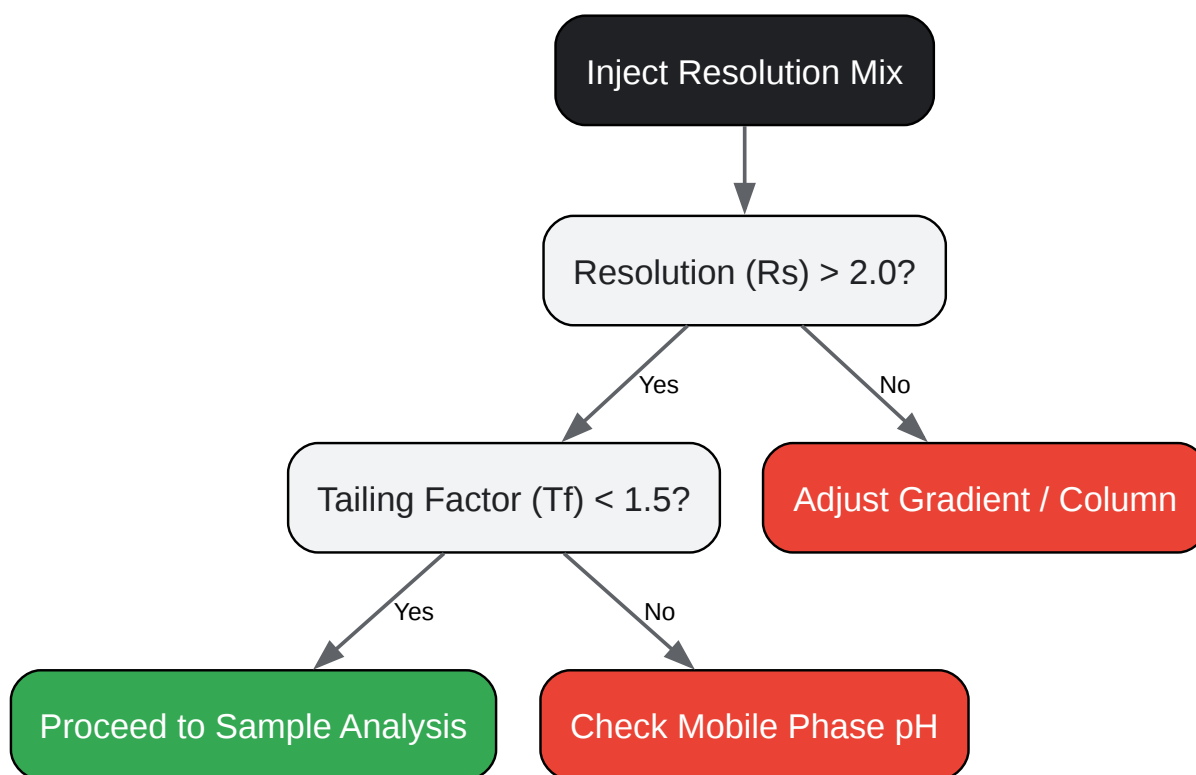 Inject Resolution Mix
Resolution (Rs) > 2.0?
Yes
No
Tailing Factor (Tf) < 1.5?
Adjust Gradient / Column
Yes
No
Proceed to Sample Analysis
Check Mobile Phase pH